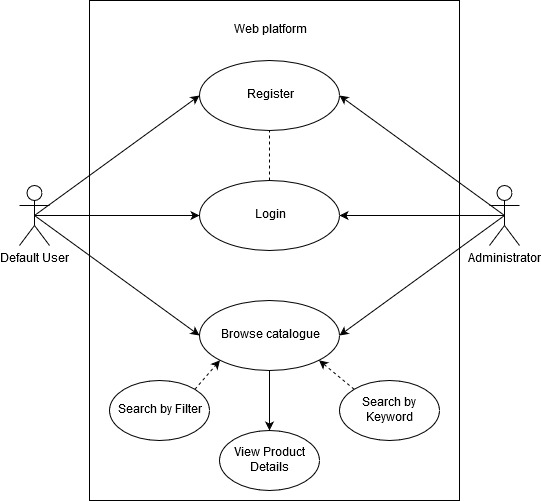 Web platform
Register
Login
Default User
Administrator
Browse catalogue
Search by Filter
Search by
Keyword
View Product
Details